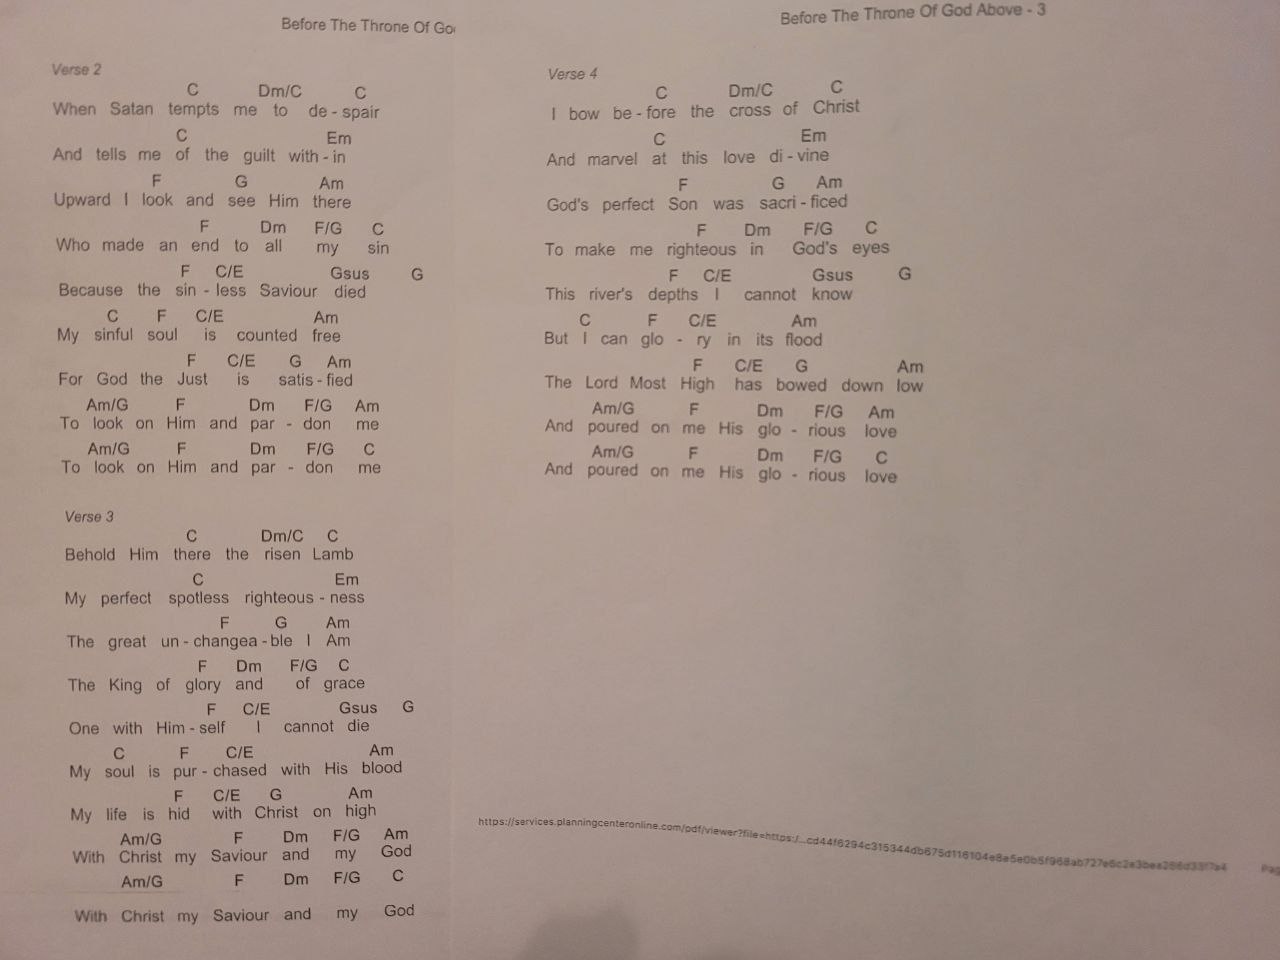 Before The Throne Of Go
Verse 2
C Dm/C C
When Satan tempts me to de - spair
C Em
And tells me of the guilt with - in
F G Am
Upward I look and see Him there
F Dm F/G C
Who made an end to all my sin
F C/E Gsus G
Because the sin - less Saviour died
C F C/E Am
My sinful soul is counted free
F C/E G Am
For God the Just is satis - fied
Am/G F Dm F/G Am
To look on Him and par - don me
Am/G F Dm F/G C
To look on Him and par - don me
Verse 3
C Dm/C C
Behold Him there the risen Lamb
C Em
My perfect spotless righteous - ness
F G Am
The great un - changea - ble I Am
F Dm F/G C
The King of glory and of grace
F C/E Gsus G
One with Him - self I cannot die
C F C/E Am
My soul is pur - chased with His blood
F C/E G Am
My life is hid with Christ on high
Am/G F Dm F/G Am
With Christ my Saviour and my God
Am/G F Dm F/G C
With Christ my Saviour and my God
Before The Throne Of God Above - 3
Verse 4
C Dm/C C
I bow be - fore the cross of Christ
C Em
And marvel at this love di - vine
F G Am
God's perfect Son was sacri - ficed
F Dm F/G C
To make me righteous in God's eyes
F C/E Gsus G
This river's depths I cannot know
C F C/E Am
But I can glo - ry in its flood
F C/E G Am
The Lord Most High has bowed down low
Am/G F Dm F/G Am
And poured on me His glo - rious love
Am/G F Dm F/G C
And poured on me His glo - rious love
Pag